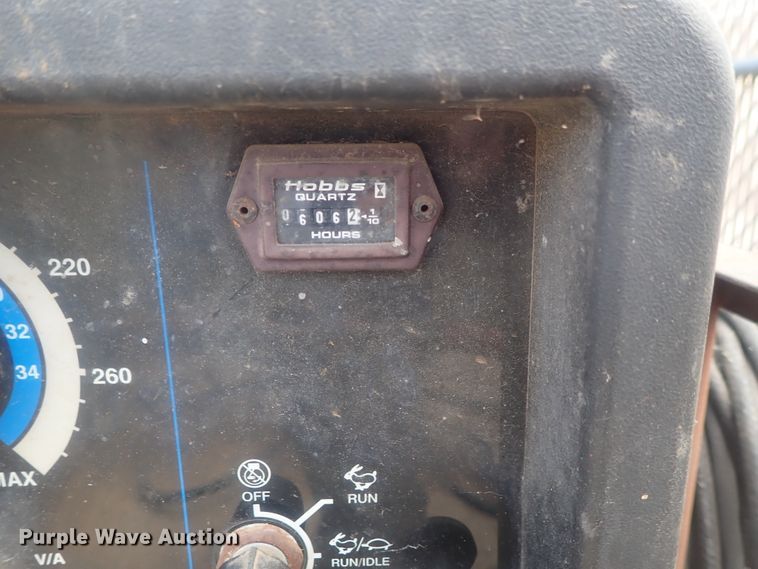 Hobbs
QUARTZ
0 6 0 6 2 1/10
HOURS
220
32
34
260
MAX
OFF
RUN
RUN/IDLE
V/A
Purple Wave Auction®